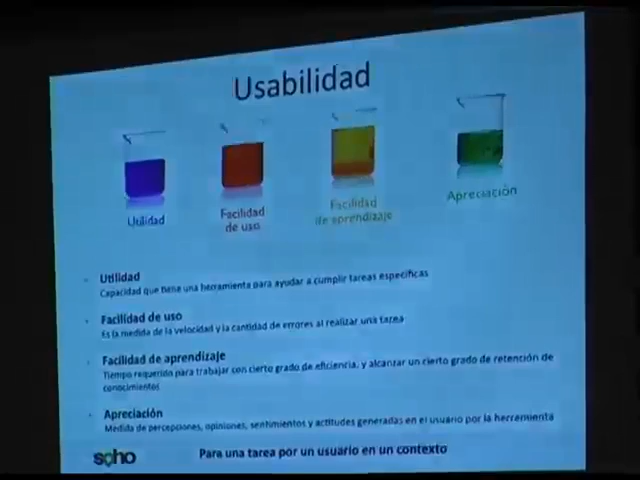 Usabilidad
Utilidad
Facilidad
de uso
Facilidad
de aprendizaje
Apreciación
Utilidad
Capacidad que tiene una herramienta para ayudar a cumplir tareas específicas
Facilidad de uso
Es la medida de la velocidad y la cantidad de errores al realizar una tarea
Facilidad de aprendizaje
Tiempo requerido para trabajar con cierto grado de eficiencia, y alcanzar un cierto grado de retención de
conocimientos
Apreciación
Medida de percepciones, opiniones, sentimientos y actitudes generadas en el usuario por la herramienta
soho
Para una tarea por un usuario en un contexto